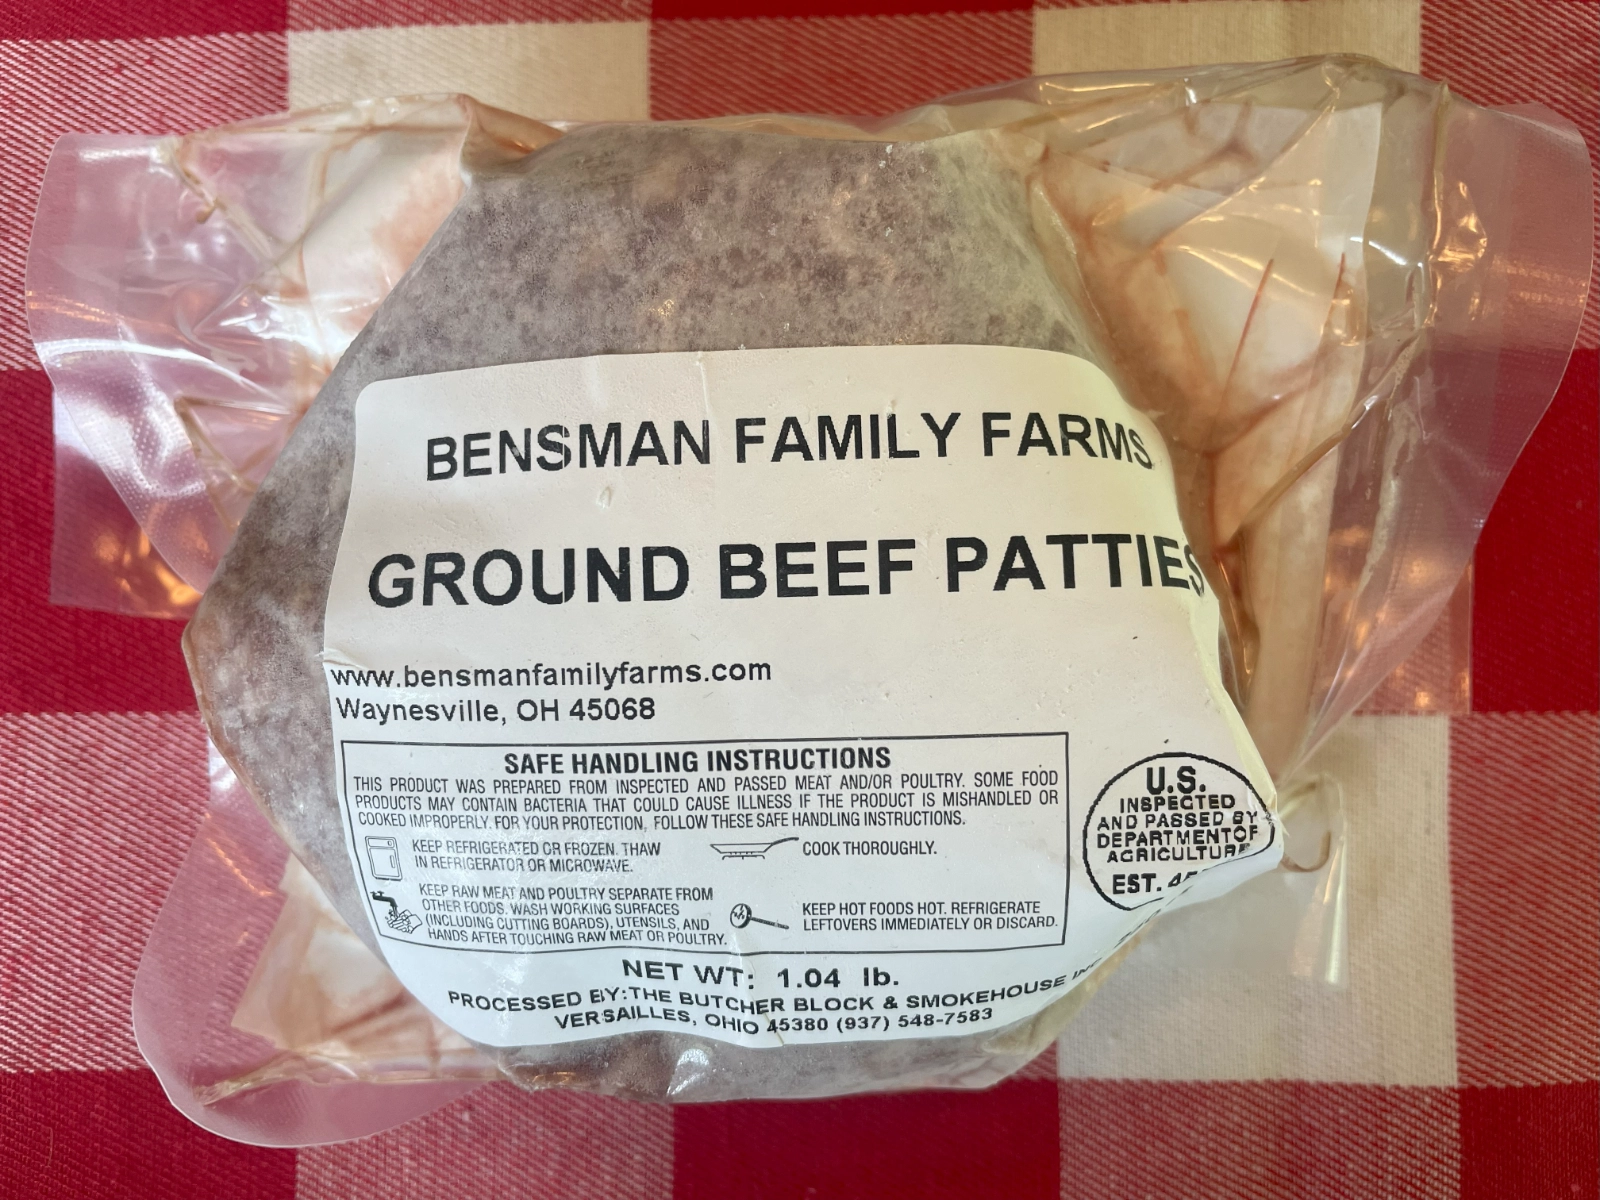 BENSMAN FAMILY FARMS
GROUND BEEF PATTIES
www.bensmanfamilyfarms.com
Waynesville, OH 45068
SAFE HANDLING INSTRUCTIONS
THIS PRODUCT WAS PREPARED FROM INSPECTED AND PASSED MEAT AND/OR POULTRY. SOME FOOD
PRODUCTS MAY CONTAIN BACTERIA THAT COULD CAUSE ILLNESS IF THE PRODUCT IS MISHANDLED OR
COOKED IMPROPERLY. FOR YOUR PROTECTION, FOLLOW THESE SAFE HANDLING INSTRUCTIONS.
KEEP REFRIGERATED OR FROZEN. THAW
IN REFRIGERATOR OR MICROWAVE.
COOK THOROUGHLY.
KEEP RAW MEAT AND POULTRY SEPARATE FROM
OTHER FOODS. WASH WORKING SURFACES
(INCLUDING CUTTING BOARDS), UTENSILS, AND
HANDS AFTER TOUCHING RAW MEAT OR POULTRY.
KEEP HOT FOODS HOT. REFRIGERATE
LEFTOVERS IMMEDIATELY OR DISCARD.
U.S.
INSPECTED
AND PASSED BY
DEPARTMENT OF
AGRICULTURE
EST.
NET WT: 1.04 lb.
PROCESSED BY: THE BUTCHER BLOCK & SMOKEHOUSE
VERSAILLES, OHIO 45380 (937) 548-7583